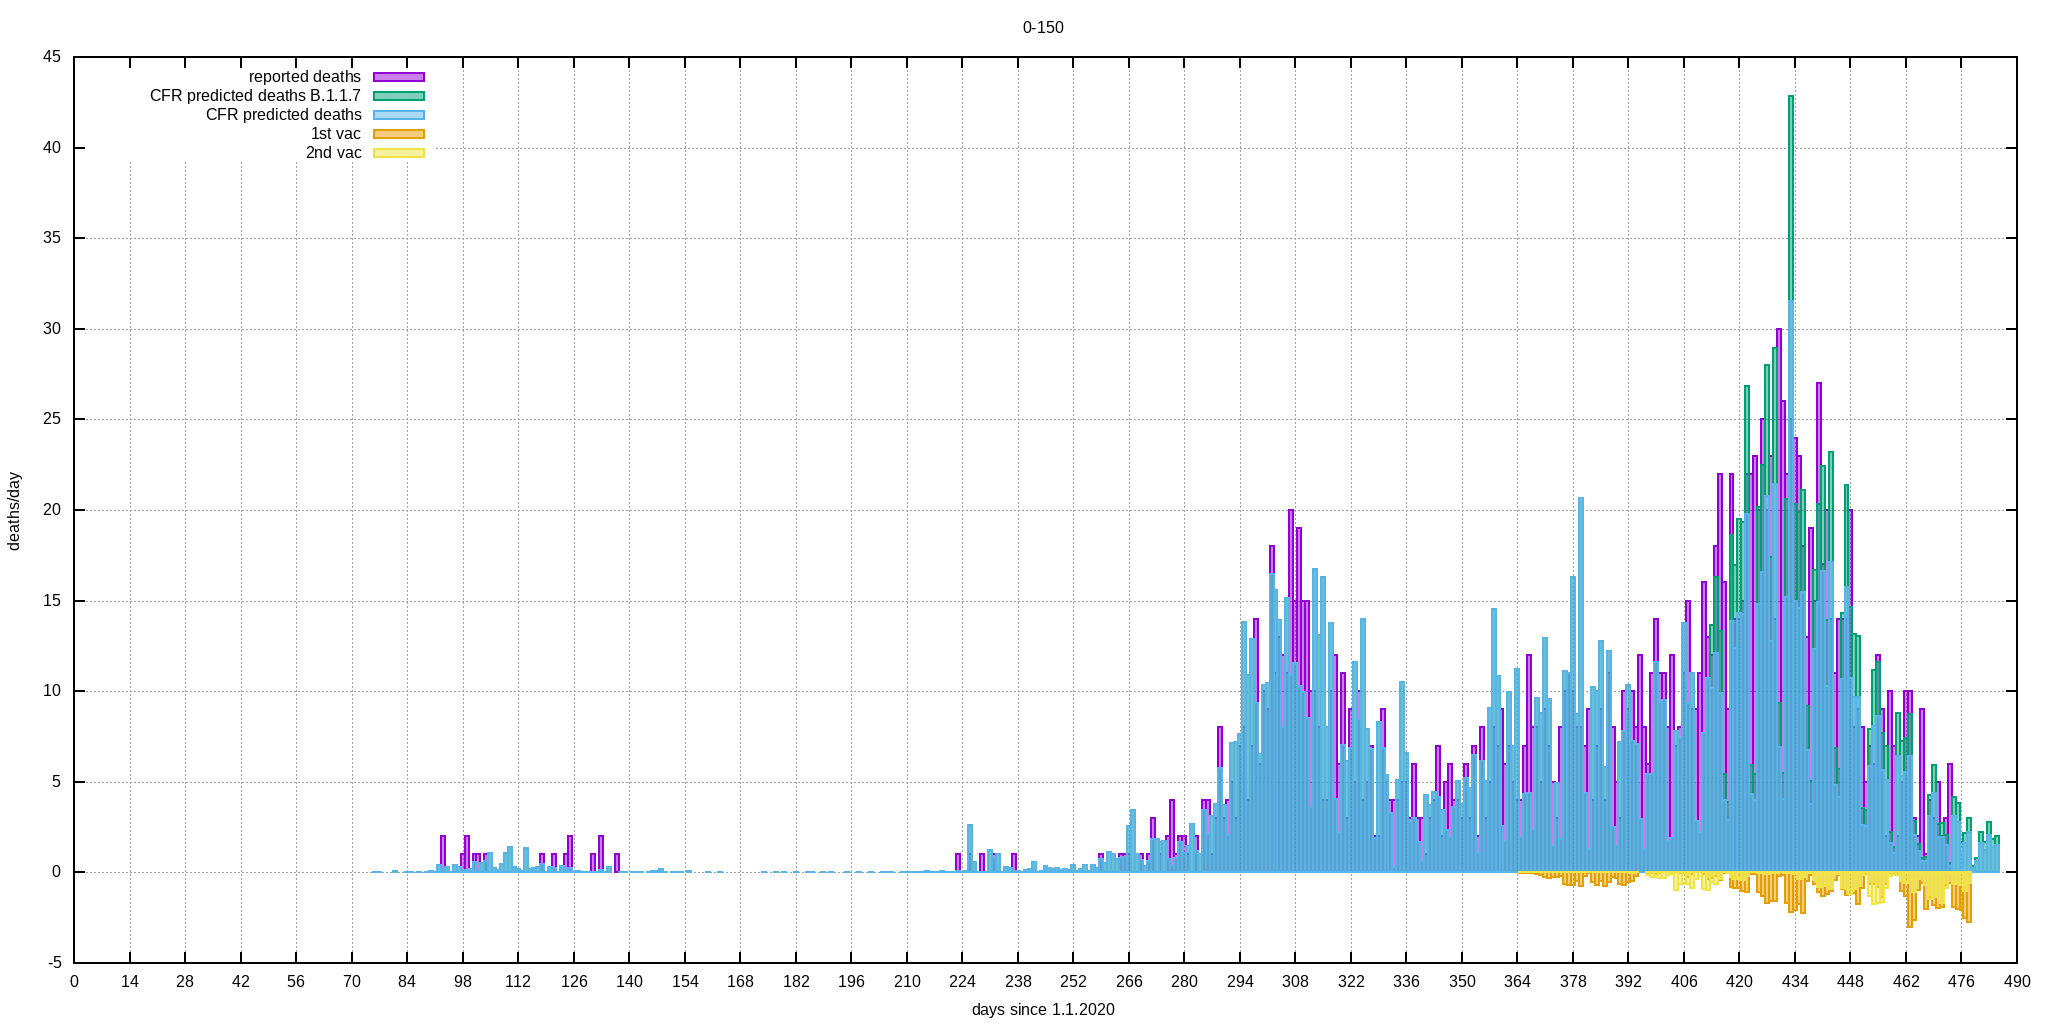 0-150
45
40
35
30
25
20
15
10
5
0
-5
deaths/day
reported deaths
CFR predicted deaths B.1.1.7
CFR predicted deaths
1st vac
2nd vac
0 14 28 42 56 70 84 98 112 126 140 154 168 182 196 210 224 238 252 266 280 294 308 322 336 350 364 378 392 406 420 434 448 462 476 490
days since 1.1.2020